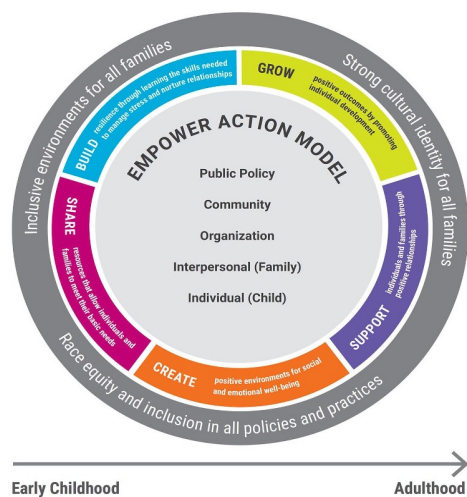 Inclusive environments for all families
Strong cultural identity for all families
Race equity and inclusion in all policies and practices
BUILD
resilience through learning the skills needed
to manage stress and nurture relationships
GROW
positive outcomes by promoting
individual development
SUPPORT
individuals and families through
positive relationships
CREATE
positive environments for social
and emotional well-being
SHARE
resources that allow individuals and
families to meet their basic needs
EMPOWER ACTION MODEL
Public Policy
Community
Organization
Interpersonal (Family)
Individual (Child)
Early Childhood
Adulthood